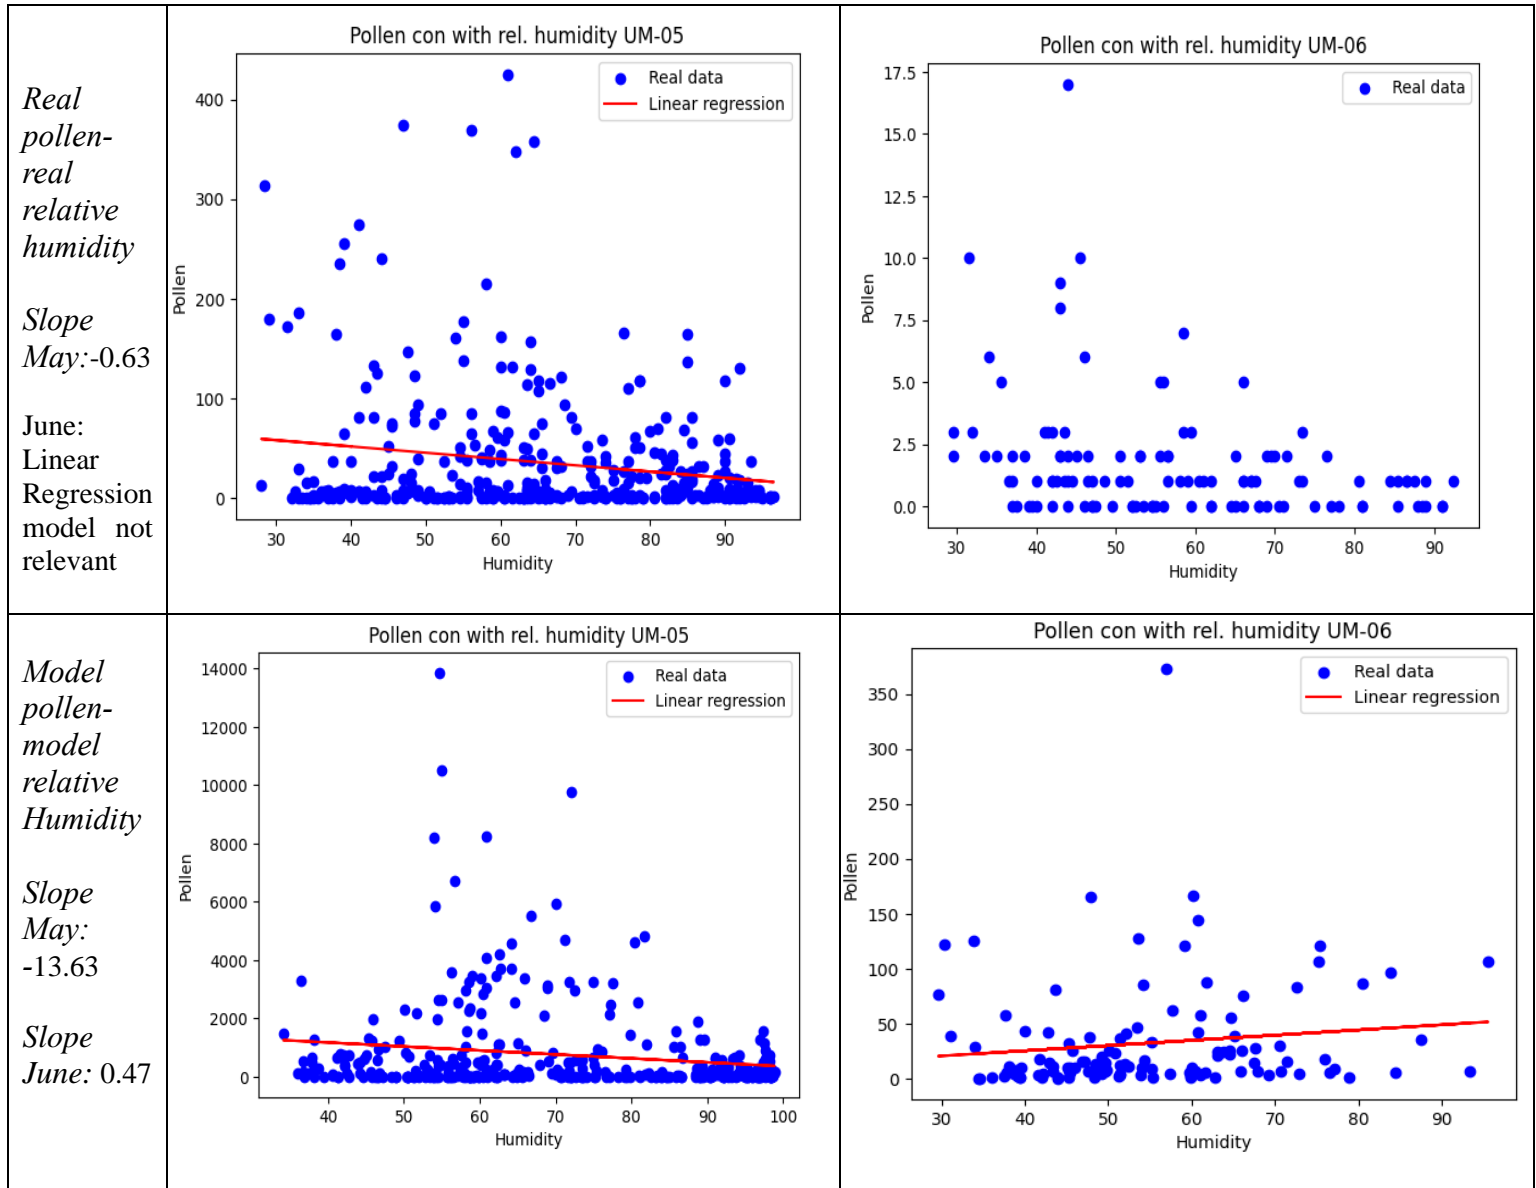 Real
pollen-
real
relative
humidity
Slope
May:-0.63
June:
Linear
Regression
model not
relevant
Pollen con with rel. humidity UM-05
Real data
Linear regression
400
300
200
100
0
Pollen
30 40 50 60 70 80 90
Humidity
Pollen con with rel. humidity UM-06
Real data
17.5
15.0
12.5
10.0
7.5
5.0
2.5
0.0
Pollen
30 40 50 60 70 80 90
Humidity
Model
pollen-
model
relative
Humidity
Slope
May:
-13.63
Slope
June: 0.47
Pollen con with rel. humidity UM-05
Real data
Linear regression
14000
12000
10000
8000
6000
4000
2000
0
Pollen
40 50 60 70 80 90 100
Humidity
Pollen con with rel. humidity UM-06
Real data
Linear regression
350
300
250
200
150
100
50
0
Pollen
30 40 50 60 70 80 90
Humidity